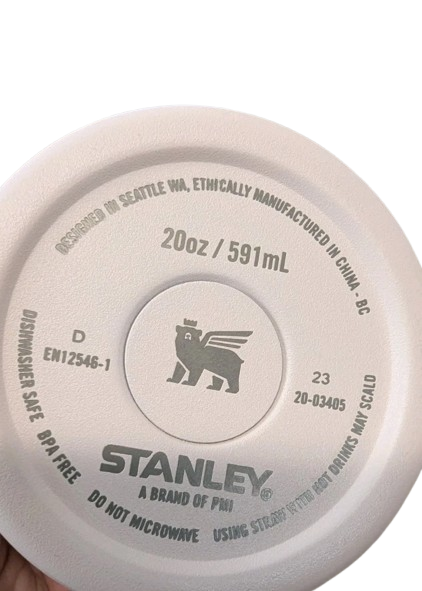 DESIGNED IN SEATTLE WA, ETHICALLY MANUFACTURED IN CHINA - BC
20oz / 591mL
D
EN12546-1
23
20-03405
STANLEY®
A BRAND OF PMI
DISHWASHER SAFE BPA FREE DO NOT MICROWAVE USING STRAW WITH HOT DRINKS MAY SCALD